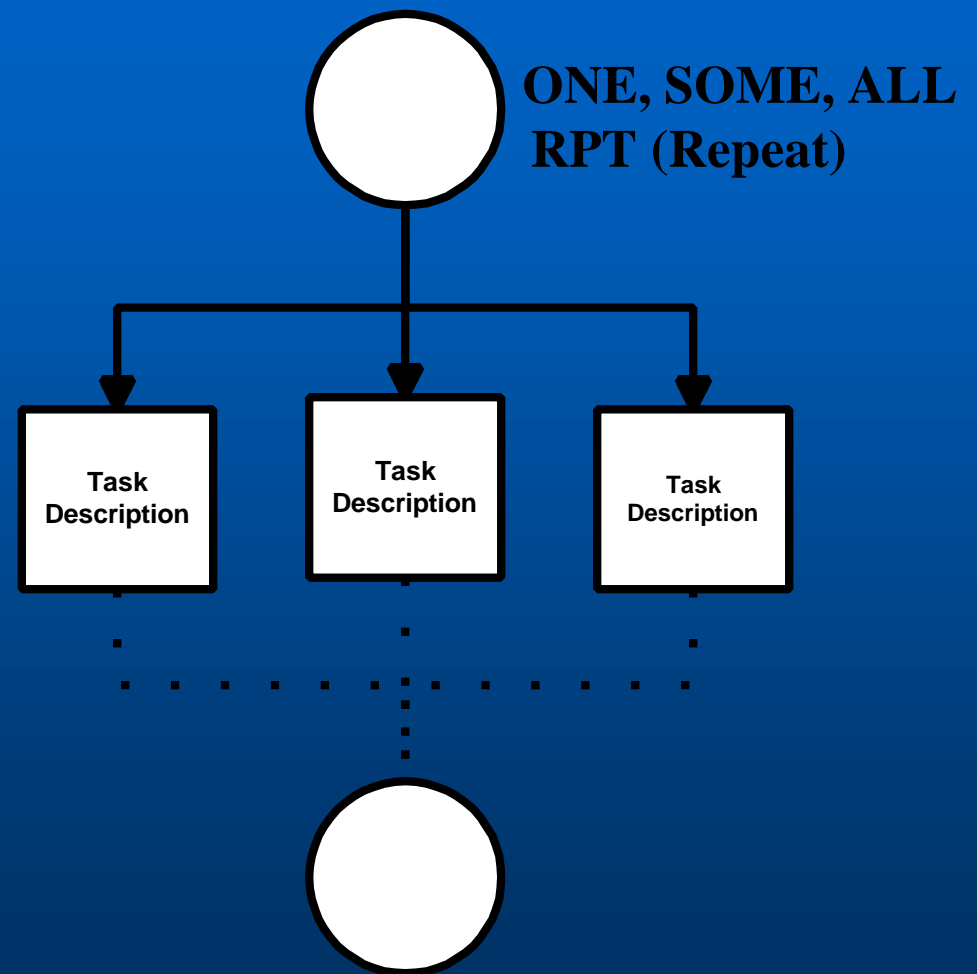 ONE, SOME, ALL
RPT (Repeat)
Task
Description
Task
Description
Task
Description